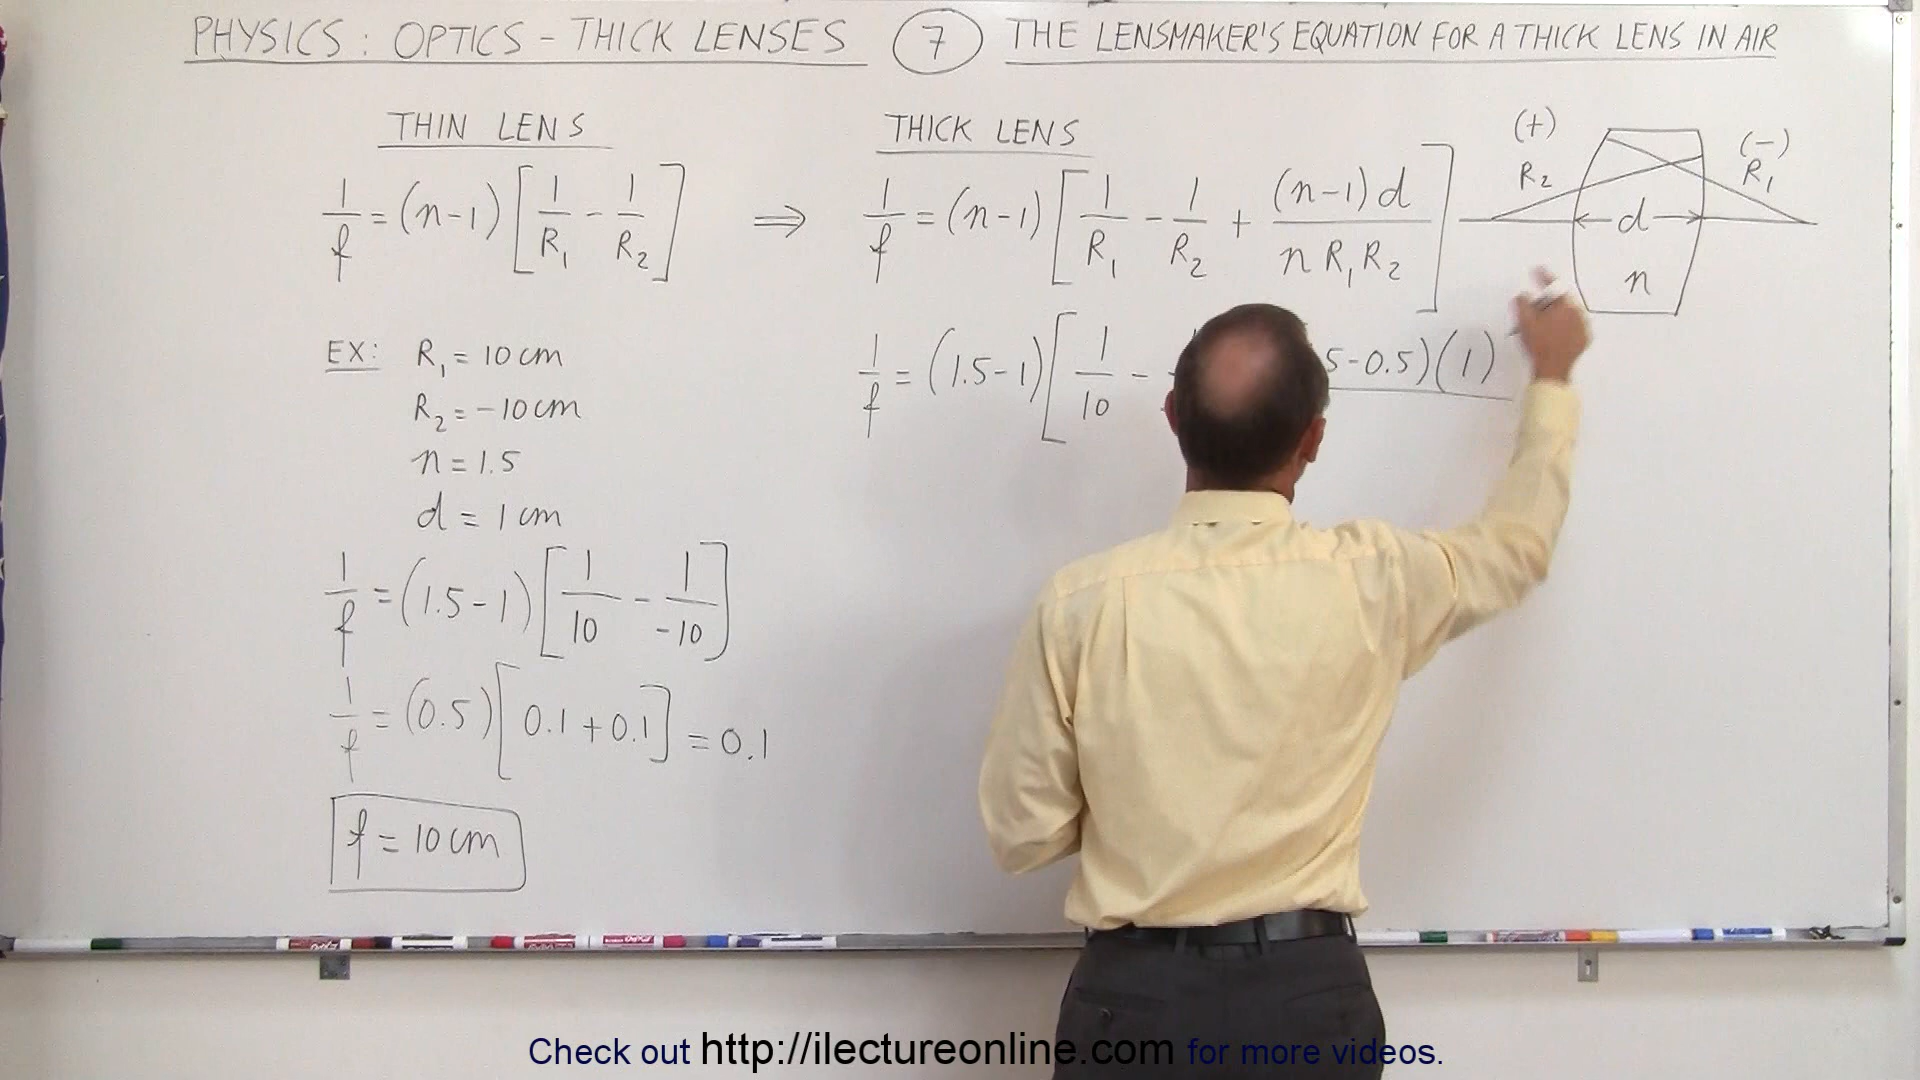 PHYSICS: OPTICS - THICK LENSES 7 THE LENSMAKER'S EQUATION FOR A THICK LENS IN AIR
THIN LENS
1/f = (n-1) [1/R₁ - 1/R₂] ⇒
EX: R₁ = 10 cm
R₂ = -10 cm
n = 1.5
d = 1 cm
1/f = (1.5-1) [1/10 - 1/-10]
1/f = (0.5) [0.1 + 0.1] = 0.1
f = 10 cm
THICK LENS
1/f = (n-1) [1/R₁ - 1/R₂ + (n-1)d/n R₁R₂]
1/f = (1.5-1) [1/10 - 5-0.5)(1)
(+)
R₂
(-)
R₁
d
n
Check out http://ilectureonline.com for more videos.